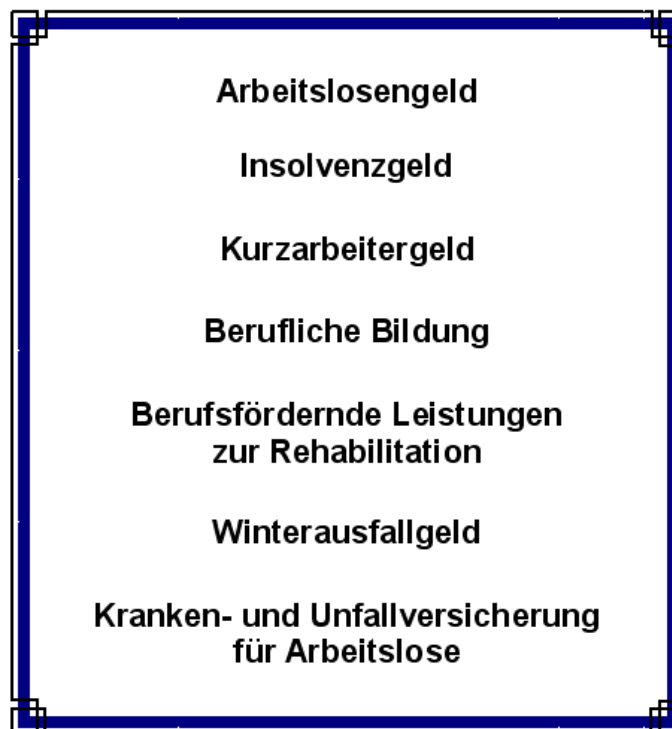 Arbeitslosengeld
Insolvenzgeld
Kurzarbeitergeld
Berufliche Bildung
Berufsfördernde Leistungen
zur Rehabilitation
Winterausfallgeld
Kranken- und Unfallversicherung
für Arbeitslose